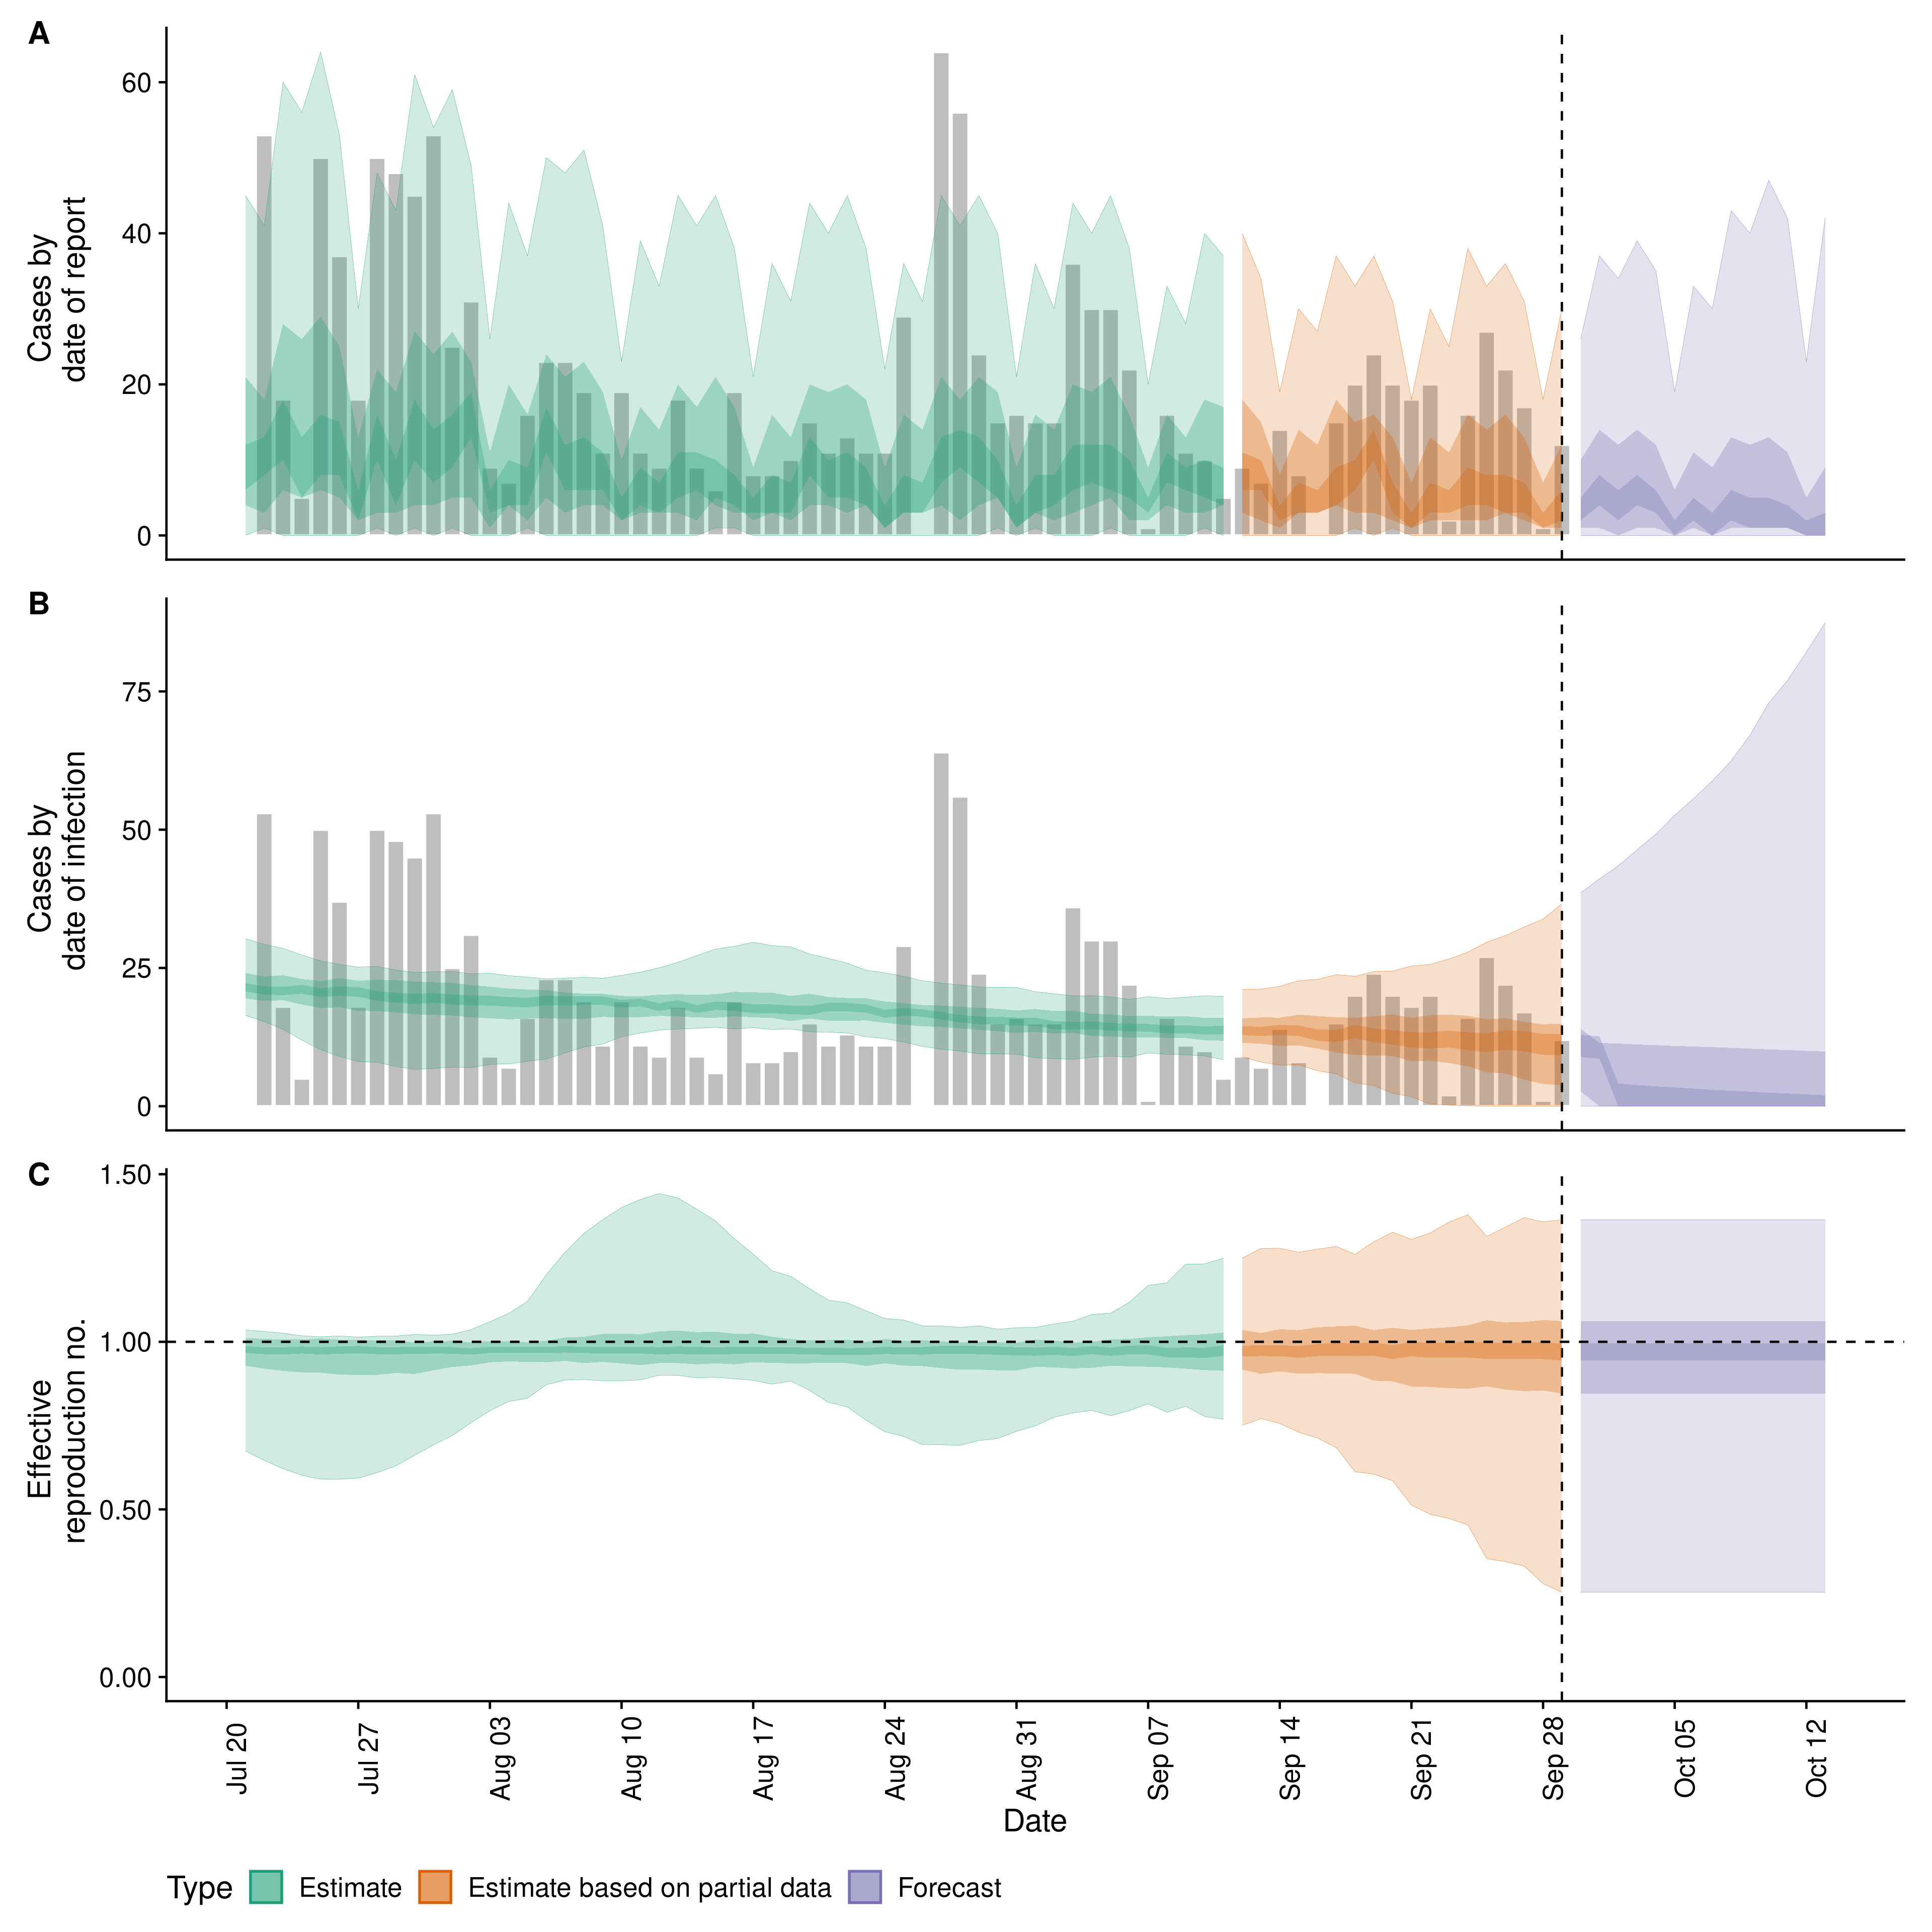 A
60
40
20
0
Cases by
date of report
B
75
50
25
0
Cases by
date of infection
C
1.50
1.00
0.50
0.00
Effective
reproduction no.
Jul 20
Jul 27
Aug 03
Aug 10
Aug 17
Aug 24
Aug 31
Sep 07
Sep 14
Sep 21
Sep 28
Oct 05
Oct 12
Date
Type Estimate Estimate based on partial data Forecast